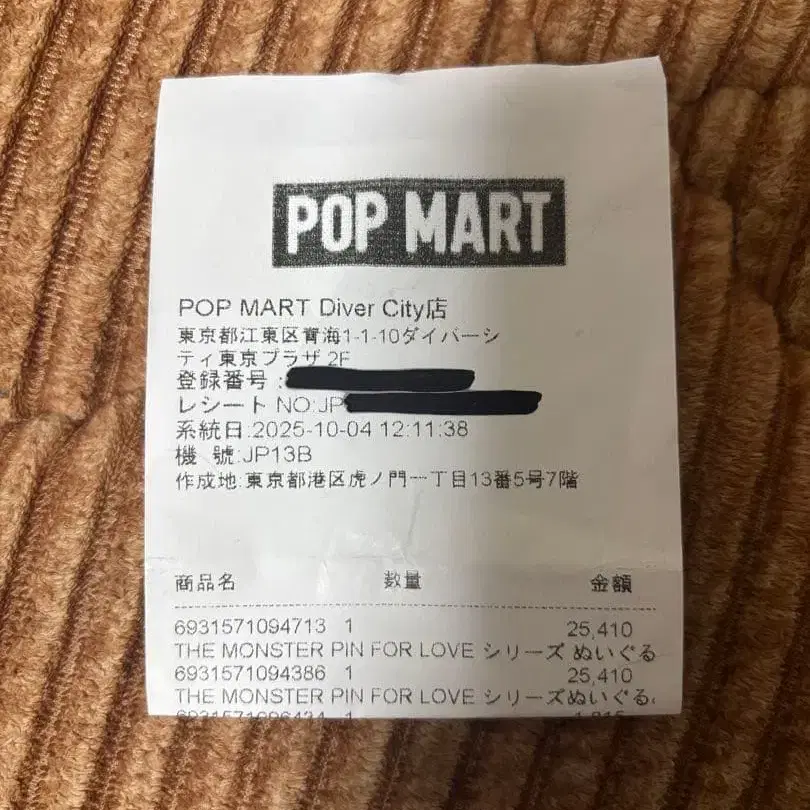 POP MART
POP MART Diver City店
東京都江東区青海1-1-10ダイバーシ
ティ東京プラザ 2F
登録番号:
レシート NO:JP
系統日:2025-10-04 12:11:38
機 號:JP13B
作成地:東京都港区虎ノ門一丁目13番5号7階
商品名 数量 金額
6931571094713 1 25,410
THE MONSTER PIN FOR LOVE シリーズ ぬいぐる
6931571094386 1 25,410
THE MONSTER PIN FOR LOVE シリーズぬいぐる